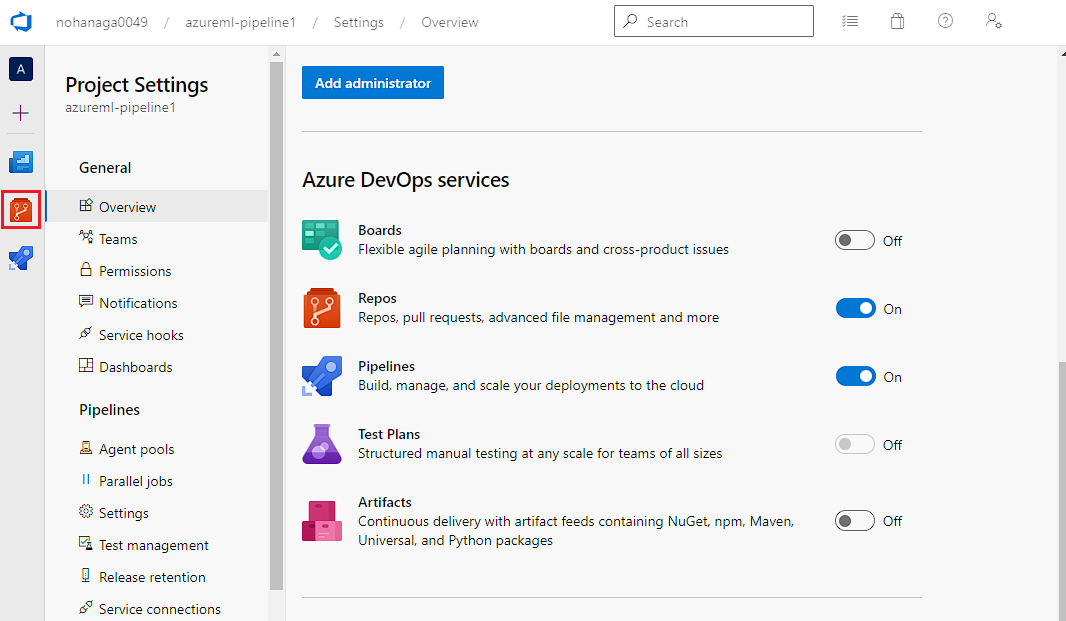 nohanaga0049 / azureml-pipeline1 / Settings / Overview
Search
A
Project Settings
azureml-pipeline1
General
Overview
Teams
Permissions
Notifications
Service hooks
Dashboards
Pipelines
Agent pools
Parallel jobs
Settings
Test management
Release retention
Service connections
Add administrator
Azure DevOps services
Boards
Flexible agile planning with boards and cross-product issues
Off
Repos
Repos, pull requests, advanced file management and more
On
Pipelines
Build, manage, and scale your deployments to the cloud
On
Test Plans
Structured manual testing at any scale for teams of all sizes
Off
Artifacts
Continuous delivery with artifact feeds containing NuGet, npm, Maven,
Universal, and Python packages
Off